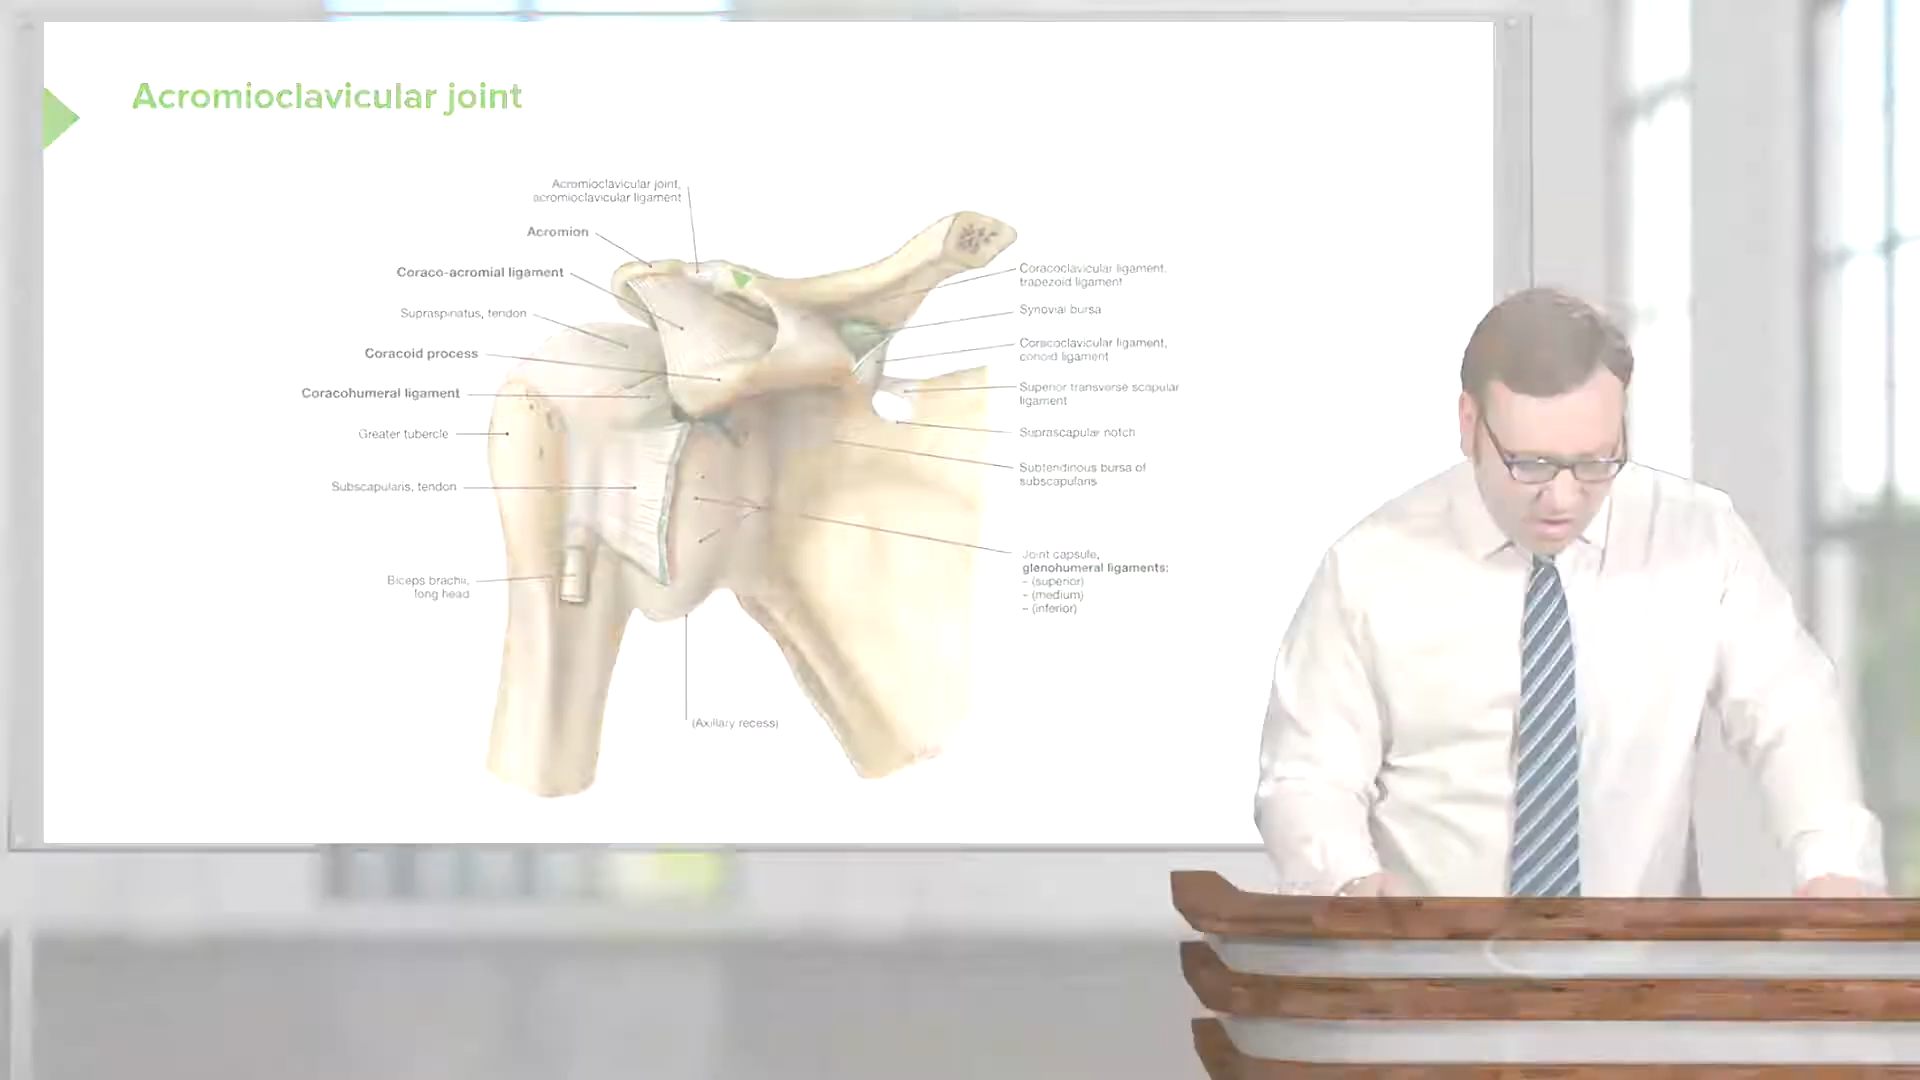 Acromioclavicular joint
Acromioclavicular joint,
acromioclavicular ligament
Acromion
Coraco-acromial ligament
Supraspinatus, tendon
Coracoid process
Coracohumeral ligament
Greater tubercle
Subscapularis, tendon
Biceps brachii,
long head
(Axillary recess)
Coracoclavicular ligament,
trapezoid ligament
Synovial bursa
Coracoclavicular ligament,
conoid ligament
Superior transverse scapular
ligament
Suprascapular notch
Subtendinous bursa of
subscapularis
Joint capsule,
glenohumeral ligaments:
– (superior)
– (medium)
– (inferior)